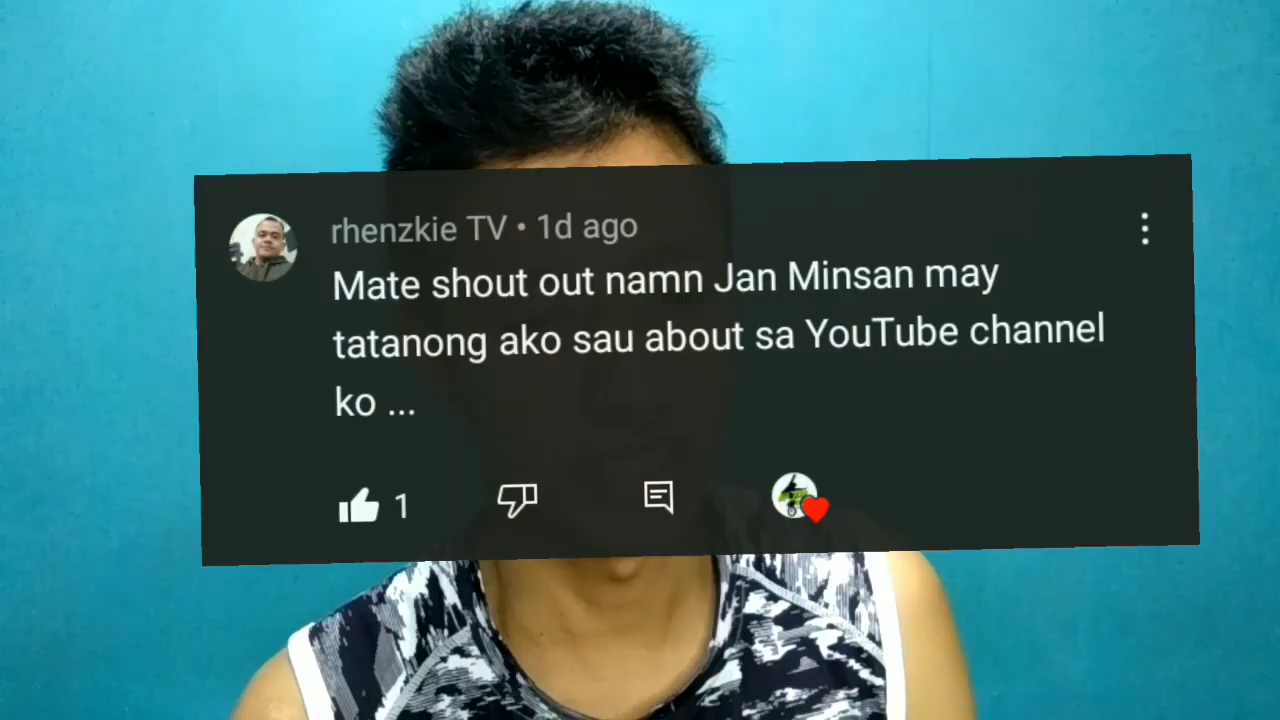 rhenzkie TV • 1d ago
Mate shout out namn Jan Minsan may
tatanong ako sau about sa YouTube channel
ko ...
1